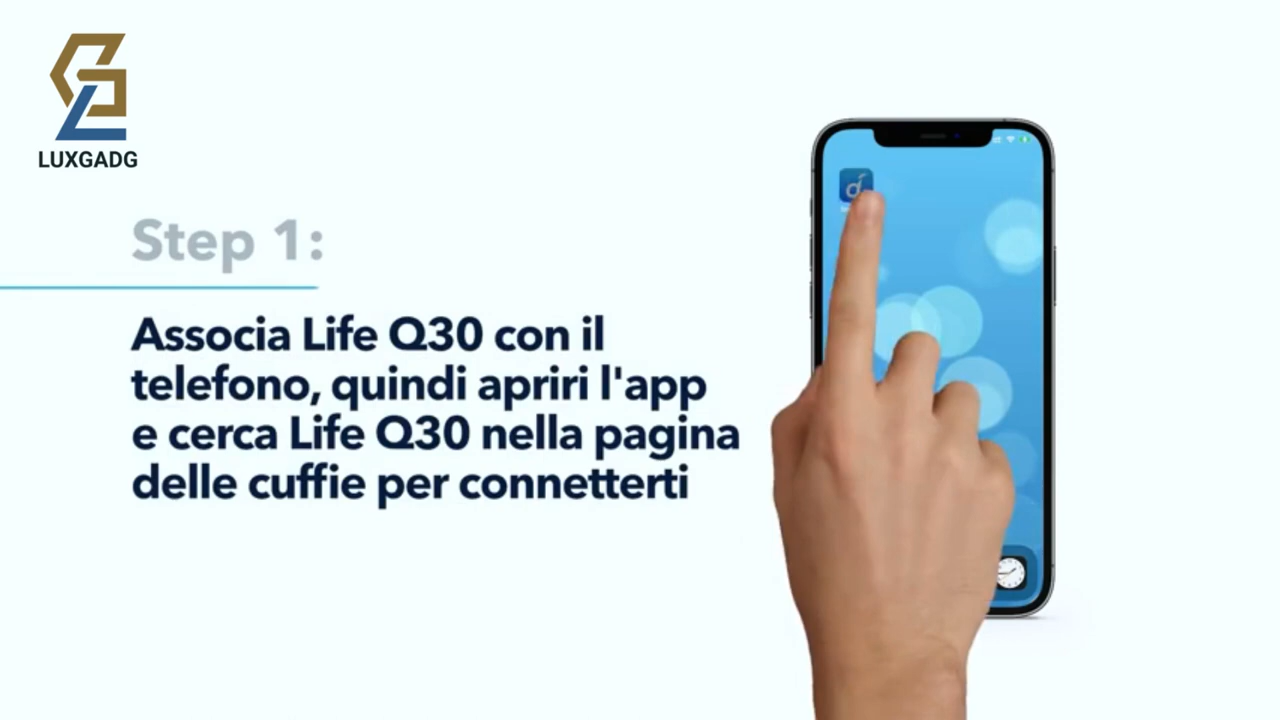 LUXGADG
Step 1:
Associa Life Q30 con il
telefono, quindi apriri l'app
e cerca Life Q30 nella pagina
delle cuffie per connetterti